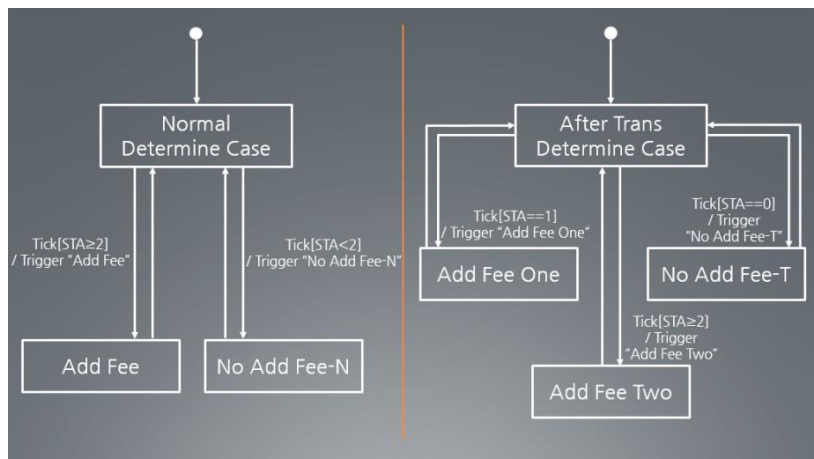 Normal
Determine Case
Tick[STA≥2]
/ Trigger "Add Fee"
Tick[STA<2]
/ Trigger "No Add Fee-N"
Add Fee
No Add Fee-N
After Trans
Determine Case
Tick[STA==1]
/ Trigger "Add Fee One"
Tick[STA==0]
/ Trigger
"No Add Fee-T"
Add Fee One
No Add Fee-T
Tick[STA≥2]
/ Trigger
"Add Fee Two"
Add Fee Two